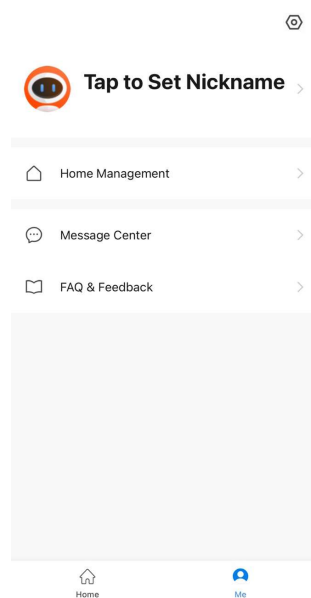 Tap to Set Nickname
Home Management
Message Center
FAQ & Feedback
Home
Me